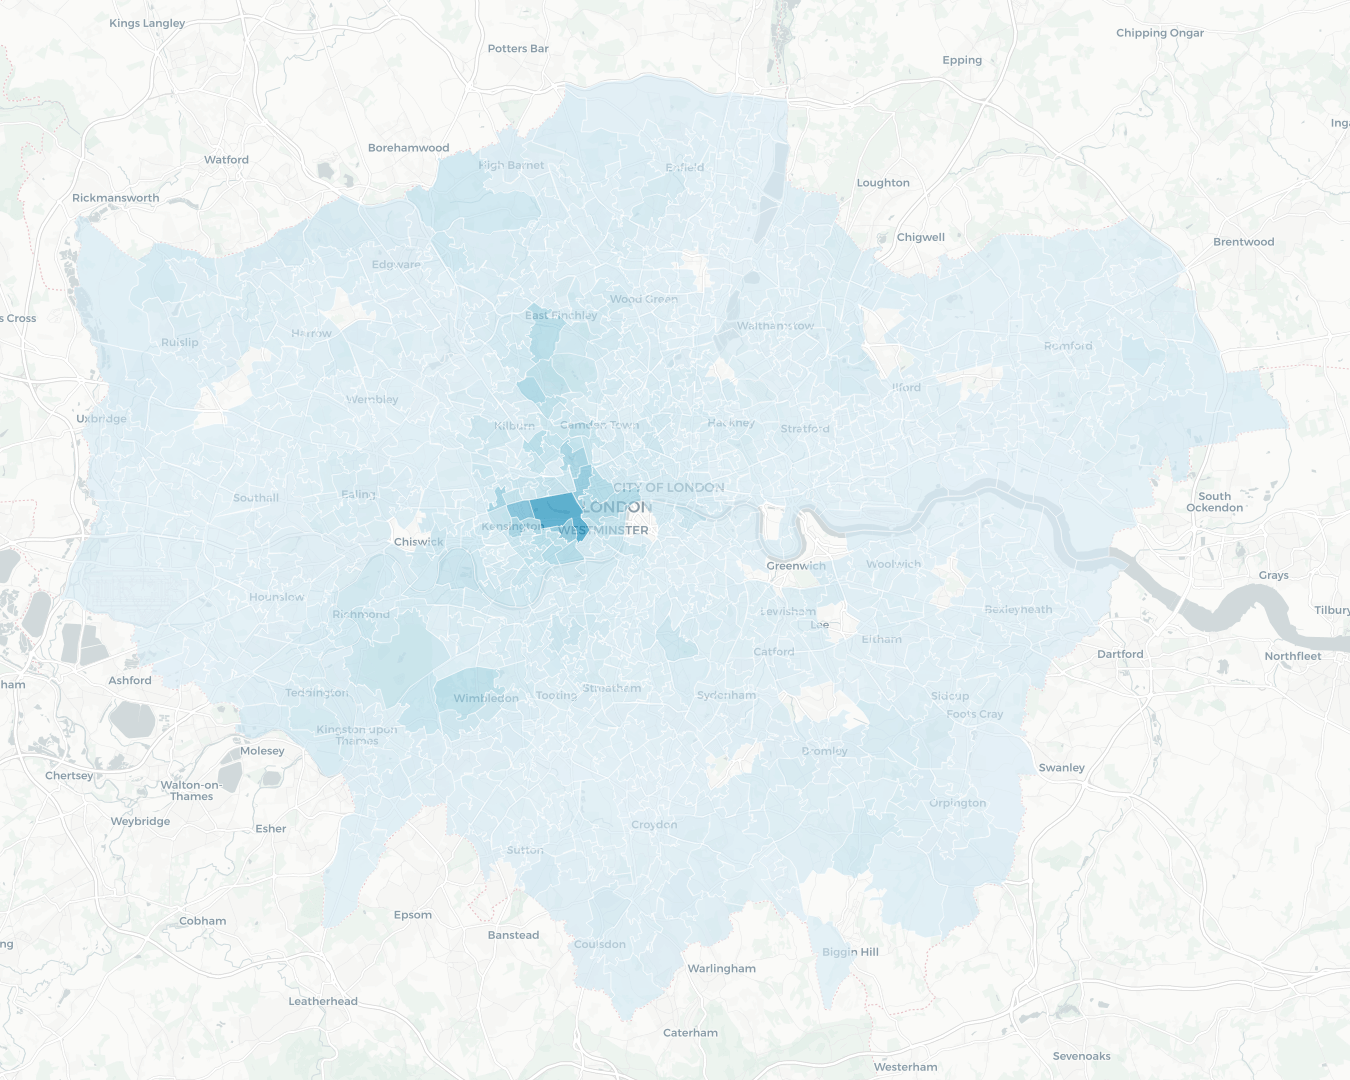 Kings Langley
Chipping Ongar
Potters Bar
Epping
Borehamwood
Watford
High Barnet
Enfield
Loughton
Rickmansworth
Chigwell
Brentwood
Edgware
Wood Green
s Cross
East Finchley
Walthamstow
Harrow
Ruislip
Romford
Ilford
Wembley
Uxbridge
Kilburn
Camden Town
Hackney
Stratford
CITY OF LONDON
Southall
Ealing
South
Ockendon
LONDON
Kensington
WESTMINSTER
Chiswick
Greenwich
Woolwich
Grays
Hounslow
Richmond
Lewisham
Lee
Bexleyheath
Tilbury
Eltham
Catford
Dartford
Northfleet
ham
Ashford
Teddington
Wimbledon
Tooting
Streatham
Sydenham
Sidcup
Foots Cray
Kingston upon
Thames
Molesey
Bromley
Swanley
Chertsey
Walton-on-
Thames
Weybridge
Esher
Croydon
Orpington
Sutton
Epsom
Cobham
Banstead
ng
Coulsdon
Biggin Hill
Warlingham
Leatherhead
Caterham
Sevenoaks
Westerham